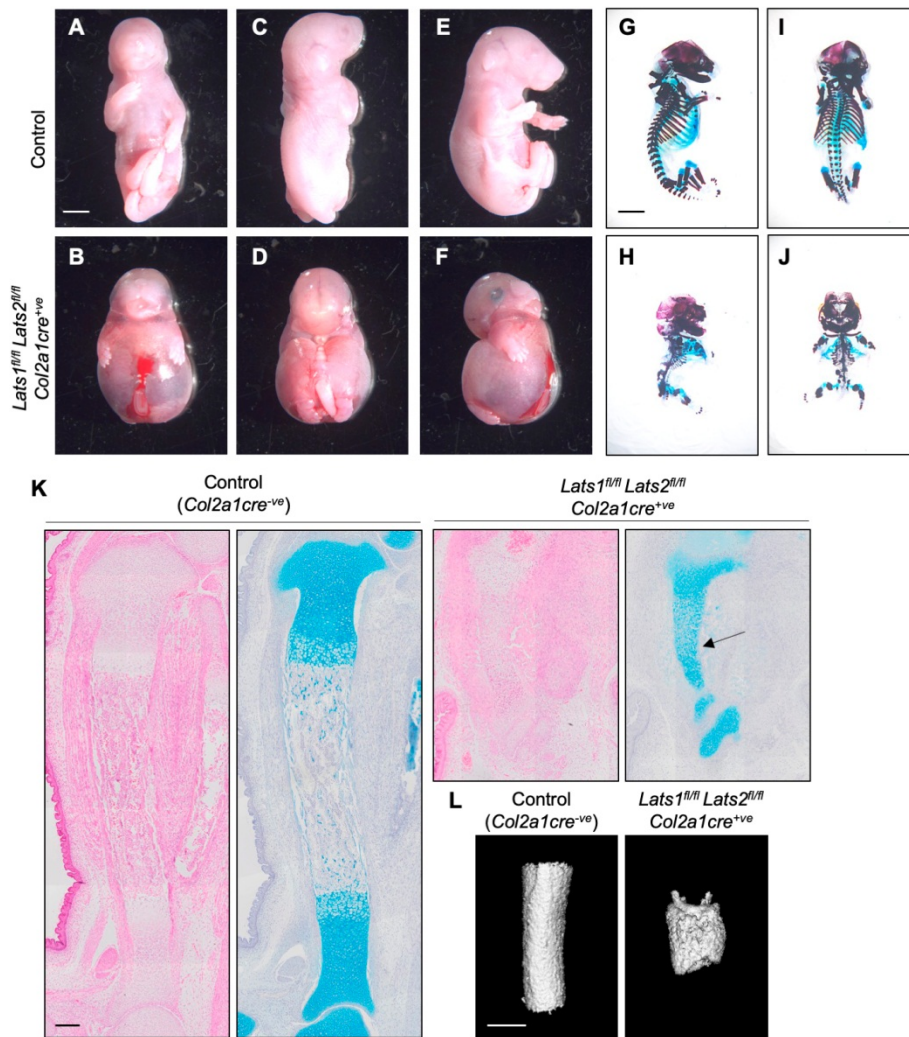 A
C
E
G
I
Control
B
D
F
H
J
Lats1fl/fl Lats2fl/fl
Col2a1cre+ve
K
Control
(Col2a1cre-ve)
Lats1fl/fl Lats2fl/fl
Col2a1cre+ve
L
Control
(Col2a1cre-ve)
Lats1fl/fl Lats2fl/fl
Col2a1cre+ve